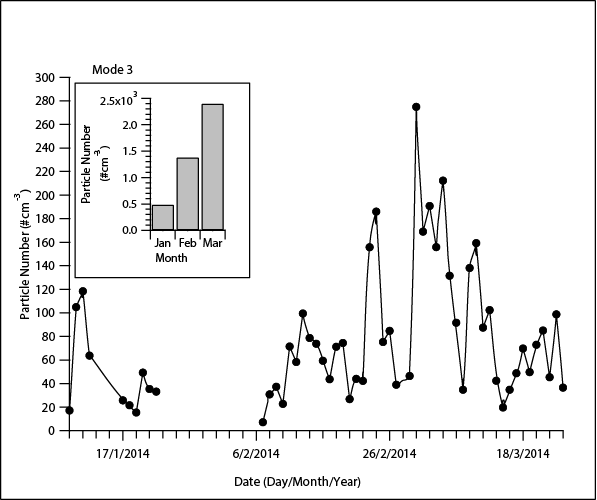 Mode 3
300
280
260
240
220
200
180
160
140
120
100
80
60
40
20
0
Particle Number (#cm⁻³)
2.5x10³
2.0
1.5
1.0
0.5
0.0
Particle Number
(#cm⁻³)
Jan Feb Mar
Month
17/1/2014 6/2/2014 26/2/2014 18/3/2014
Date (Day/Month/Year)